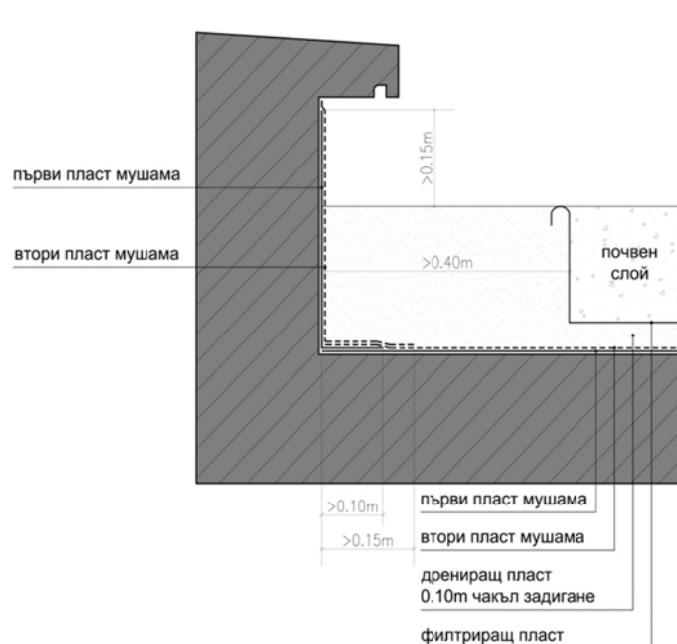 >0.15m
първи пласт мушама
втори пласт мушама
>0.40m
почвен
слой
>0.10m
>0.15m
първи пласт мушама
втори пласт мушама
дрениращ пласт
0.10m чакъл задигане
филтриращ пласт